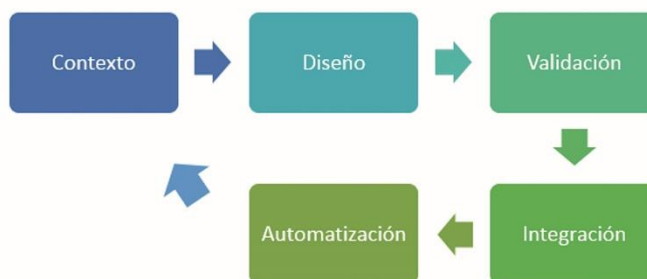 Contexto
Diseño
Validación
Integración
Automatización